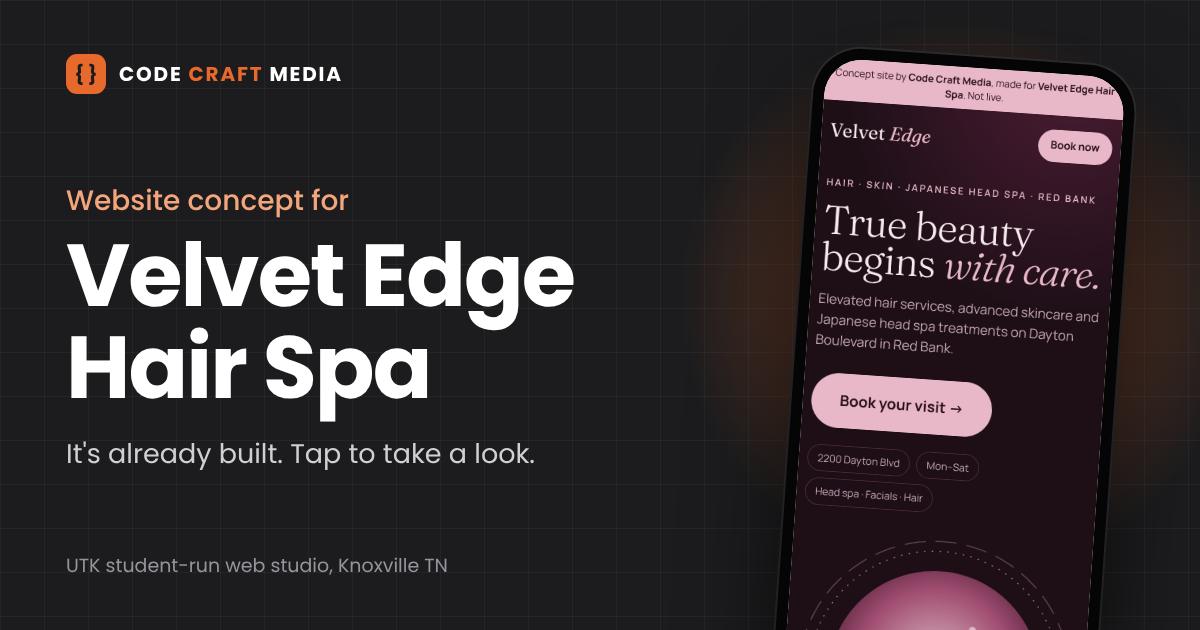 { } CODE CRAFT MEDIA
Website concept for
Velvet Edge
Hair Spa
It's already built. Tap to take a look.
UTK student-run web studio, Knoxville TN
Concept site by Code Craft Media, made for Velvet Edge Hair
Spa. Not live.
Velvet Edge
Book now
HAIR · SKIN · JAPANESE HEAD SPA · RED BANK
True beauty
begins with care.
Elevated hair services, advanced skincare and
Japanese head spa treatments on Dayton
Boulevard in Red Bank.
Book your visit →
2200 Dayton Blvd
Mon–Sat
Head spa · Facials · Hair